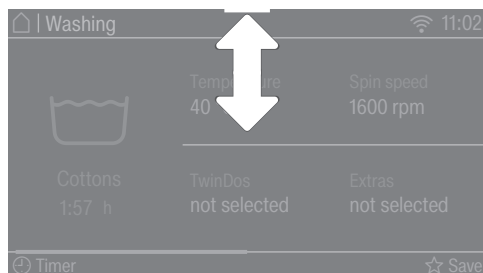 | Washing 11:02
Spin speed
40 1600 rpm
Cottons TwinDos Extras
1:57 h not selected not selected
Timer Save